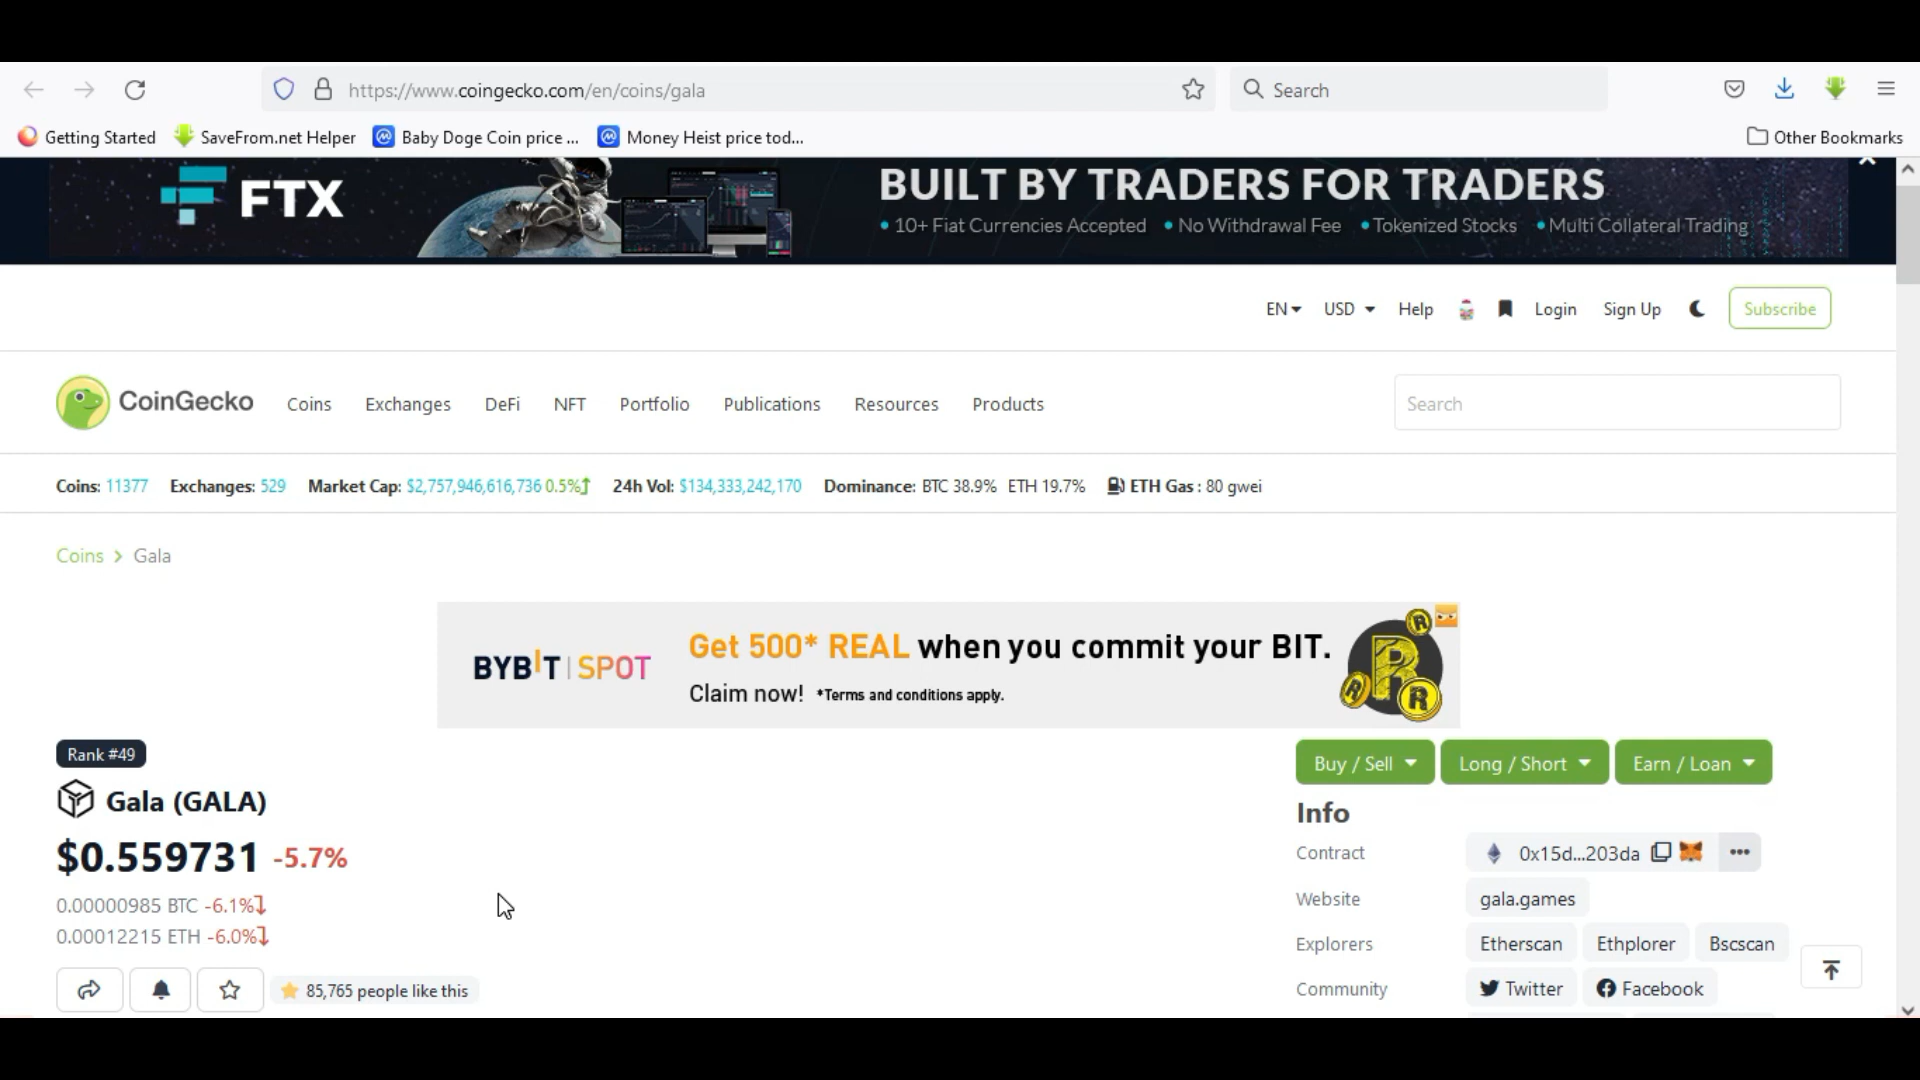 https://www.coingecko.com/en/coins/gala
Search
Getting Started
SaveFrom.net Helper
Baby Doge Coin price ...
Money Heist price tod...
Other Bookmarks
FTX
BUILT BY TRADERS FOR TRADERS
• 10+ Fiat Currencies Accepted • No Withdrawal Fee • Tokenized Stocks • Multi Collateral Trading
EN USD Help Login Sign Up Subscribe
CoinGecko Coins Exchanges DeFi NFT Portfolio Publications Resources Products Search
Coins: 11377 Exchanges: 529 Market Cap: $2,757,946,616,736 0.5% 24h Vol: $134,333,242,170 Dominance: BTC 38.9% ETH 19.7% ETH Gas : 80 gwei
Coins > Gala
BYBIT | SPOT
Get 500* REAL when you commit your BIT.
Claim now! *Terms and conditions apply.
R
R
R
R
Rank #49
Gala (GALA)
$0.559731 -5.7%
0.00000985 BTC -6.1%
0.00012215 ETH -6.0%
85,765 people like this
Buy / Sell Long / Short Earn / Loan
Info
Contract 0x15d...203da •••
Website gala.games
Explorers Etherscan Ethplorer Bscscan
Community Twitter Facebook